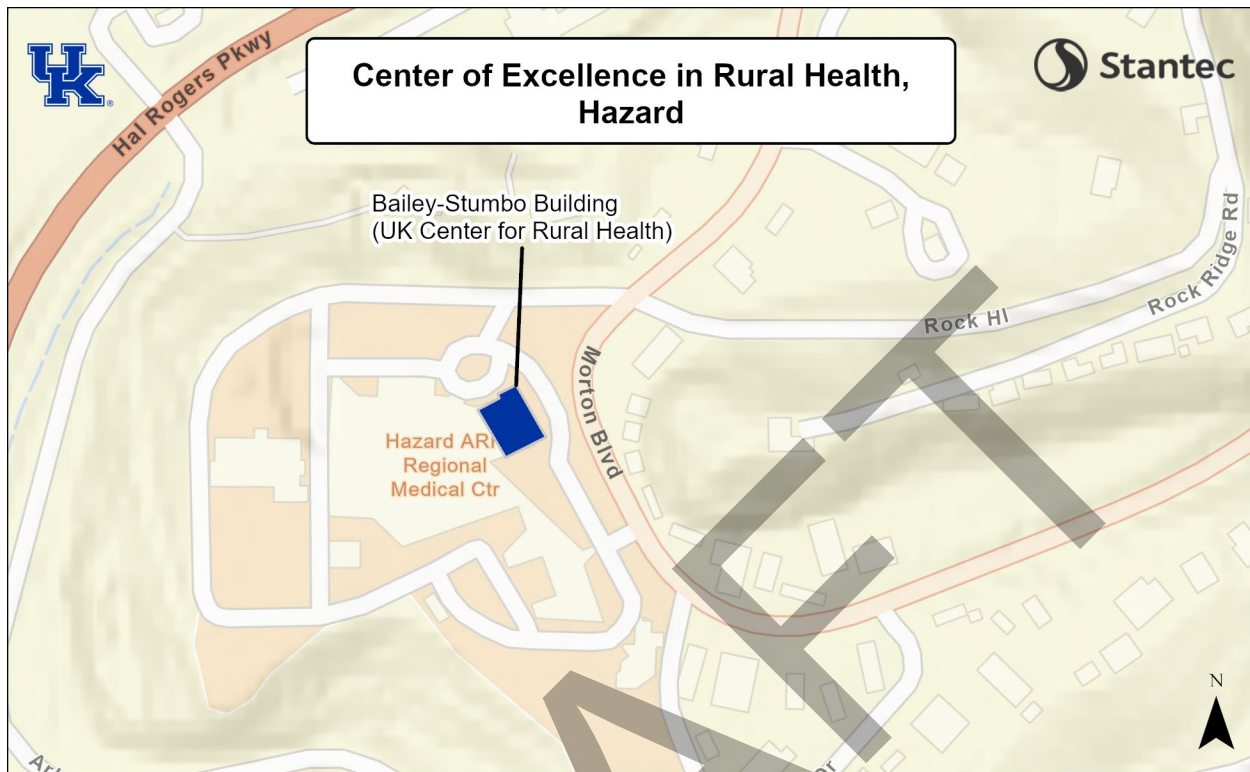 UK
Hal Rogers Pkwy
Center of Excellence in Rural Health,
Hazard
Stantec
Bailey-Stumbo Building
(UK Center for Rural Health)
Rock Ridge Rd
Rock Hl
Morton Blvd
Hazard
Regional
Medical Ctr
N